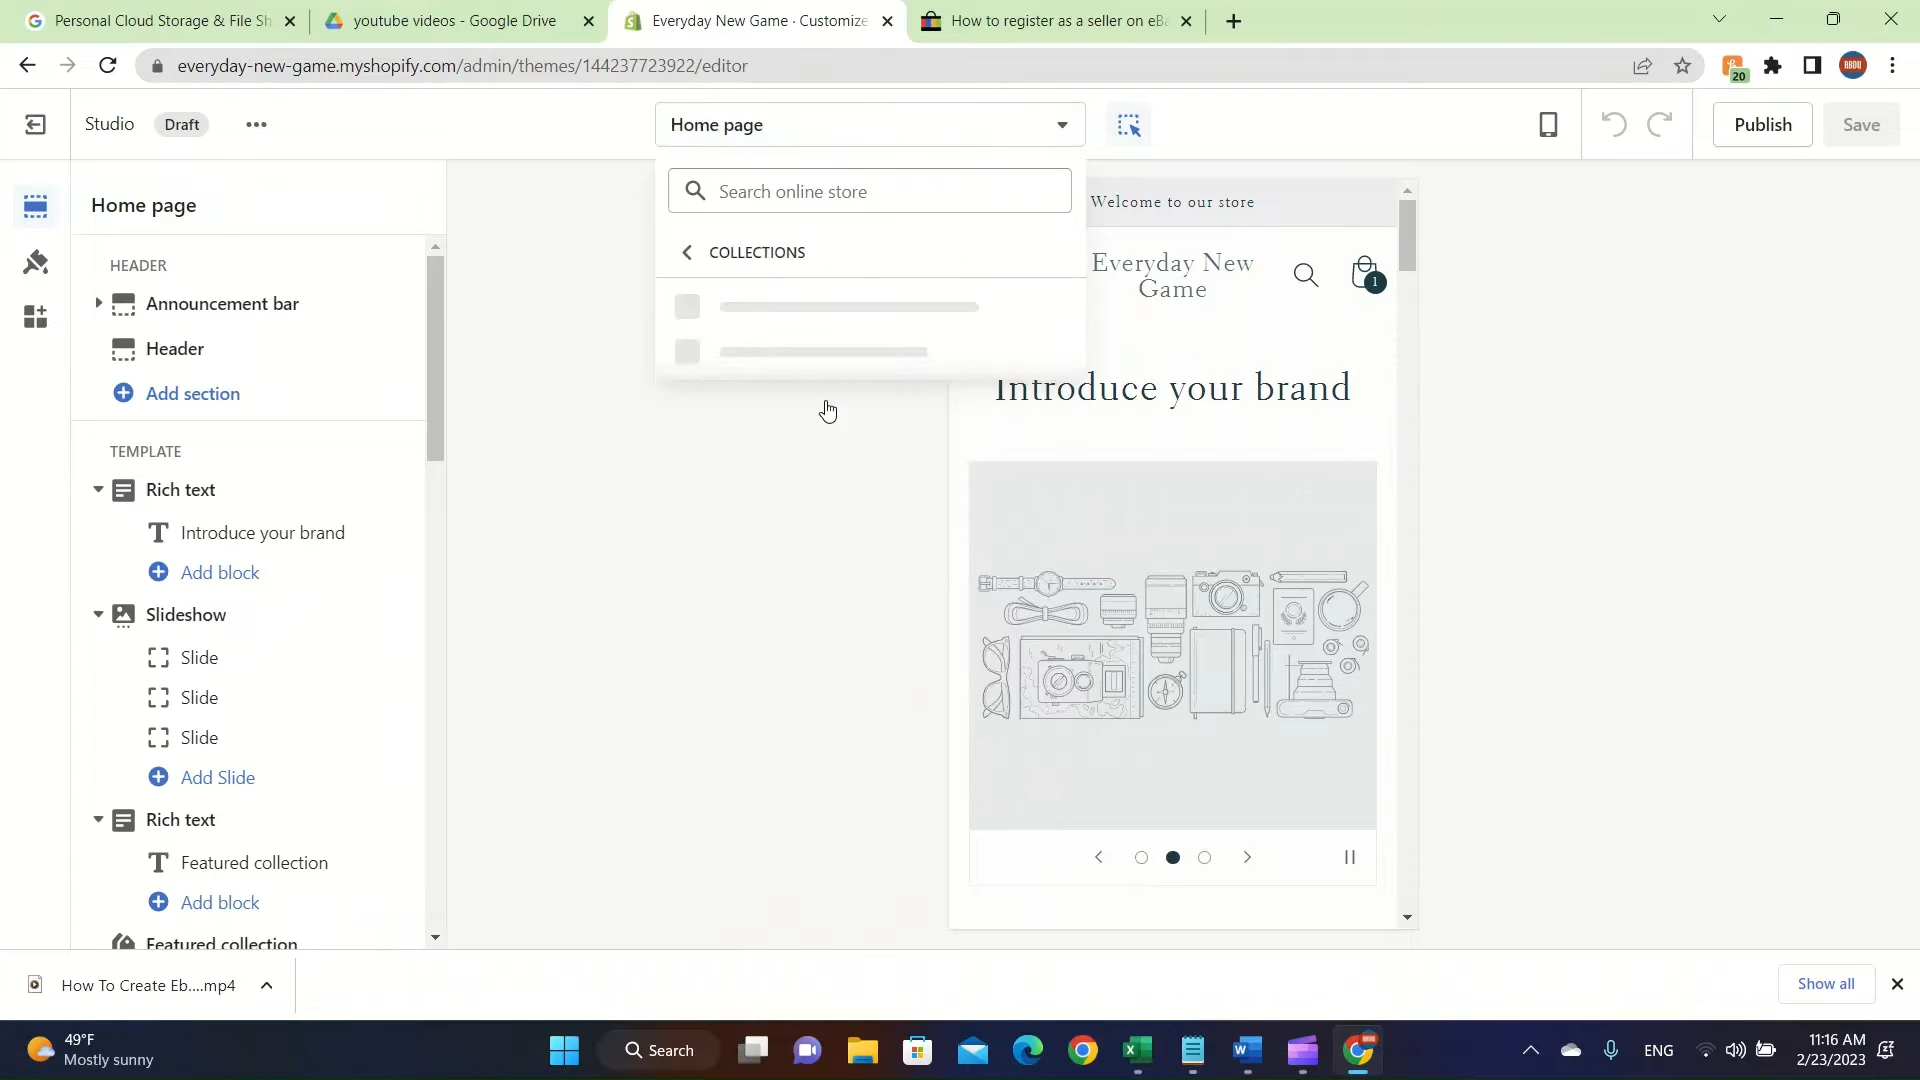 Personal Cloud Storage & File Sh
youtube videos - Google Drive
Everyday New Game · Customize
How to register as a seller on eBa
everyday-new-game.myshopify.com/admin/themes/144237723922/editor
20
ABDU
Studio
Draft
Home page
Publish
Save
Search online store
COLLECTIONS
Home page
HEADER
Announcement bar
Header
Add section
TEMPLATE
Rich text
Introduce your brand
Add block
Slideshow
Slide
Slide
Slide
Add Slide
Rich text
Featured collection
Add block
Featured collection
Welcome to our store
Everyday New
Game
1
Introduce your brand
How To Create Eb....mp4
Show all
49°F
Mostly sunny
Search
ENG
11:16 AM
2/23/2023